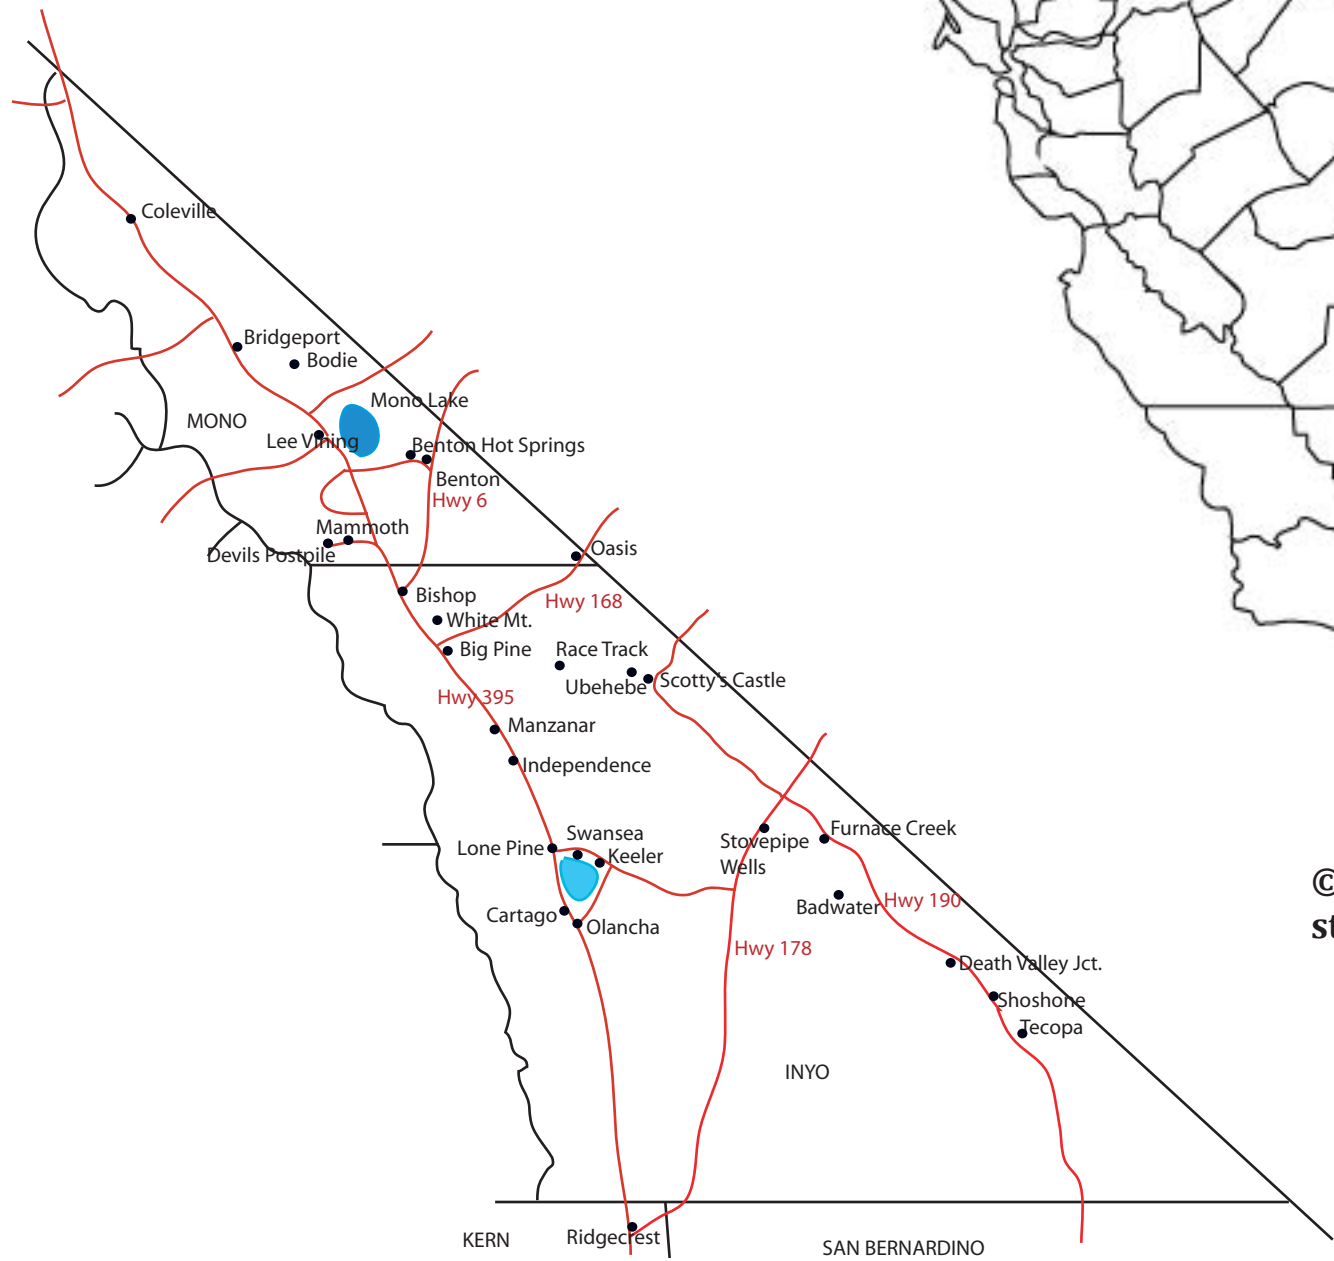 Coleville
Bridgeport
Bodie
Mono Lake
MONO
Lee Vining
Benton Hot Springs
Benton
Hwy 6
Mammoth
Devils Postpile
Oasis
Bishop
Hwy 168
White Mt.
Big Pine
Race Track
Ubehebe
Scotty's Castle
Hwy 395
Manzanar
Independence
Swansea
Lone Pine
Keeler
Stovepipe
Wells
Furnace Creek
Badwater
Hwy 190
Cartago
Olancha
Hwy 178
Death Valley Jct.
Shoshone
Tecopa
INYO
KERN
Ridgecrest
SAN BERNARDINO
©